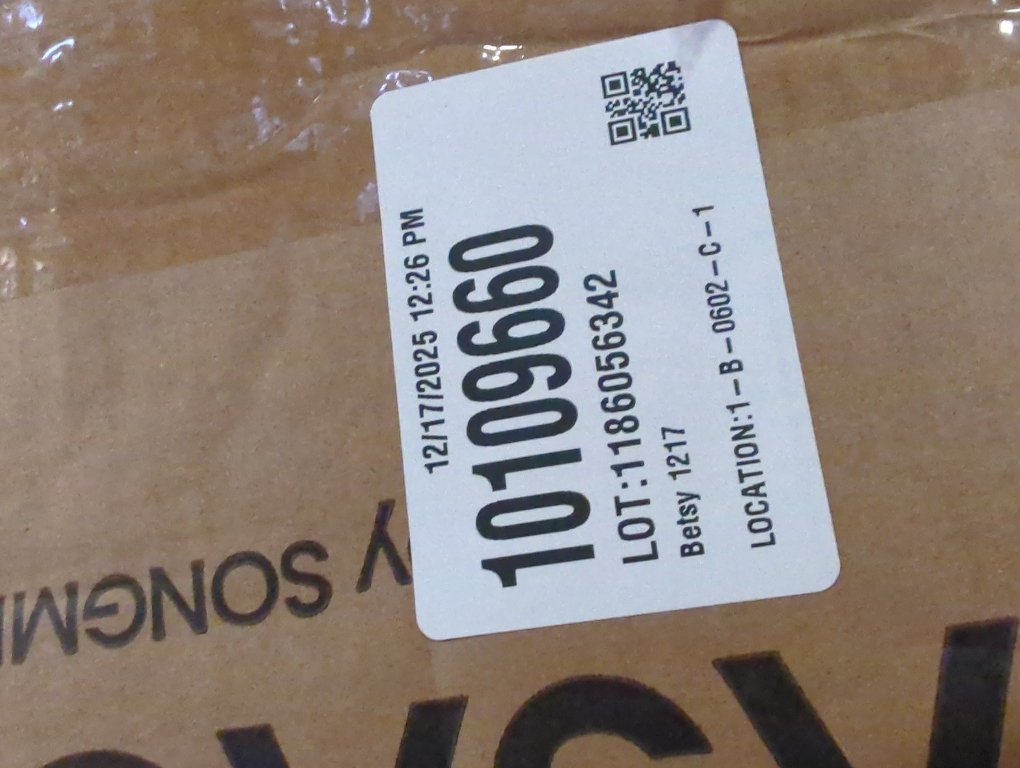 12/17/2025 12:26 PM
10109660
LOT:1186056342
Betsy 1217
LOCATION:1-B-0602-C-1
Y SONGMI